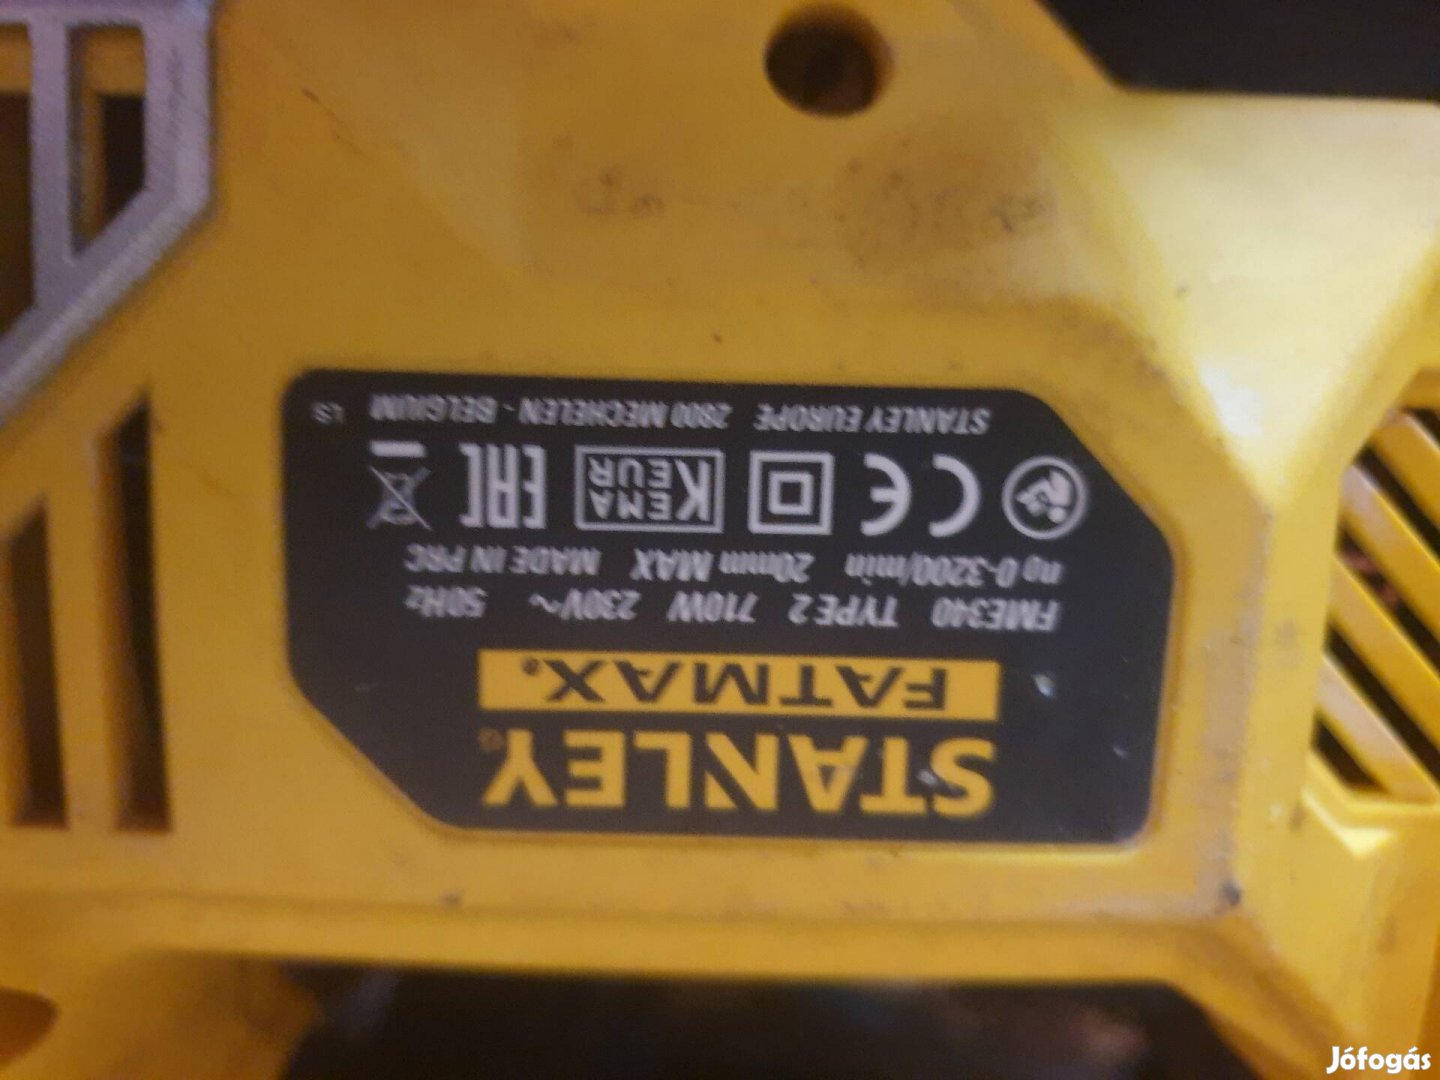 STANLEY
FATMAX
FME340 TYPE 2 710W 230V~ 50Hz
n0 0-3200/min 20mm MAX MADE IN PRC
CE KEMA KEUR EAC
STANLEY EUROPE 2800 MECHELEN - BELGIUM
Jófogás